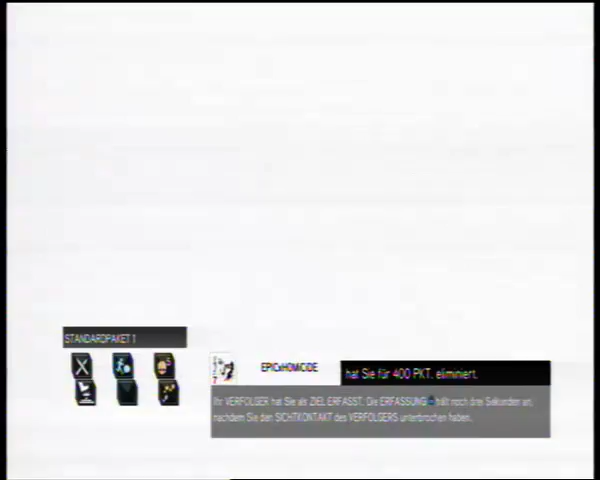 STANDARDPAKET 1
EPICxHOMICIDE
hat Sie für 400 PKT. eliminiert.
Ihr VERFOLGER hat Sie als ZIEL ERFASST. Die ERFASSUNG hält noch drei Sekunden an,
nachdem Sie den SICHTKONTAKT des VERFOLGERS unterbrochen haben.